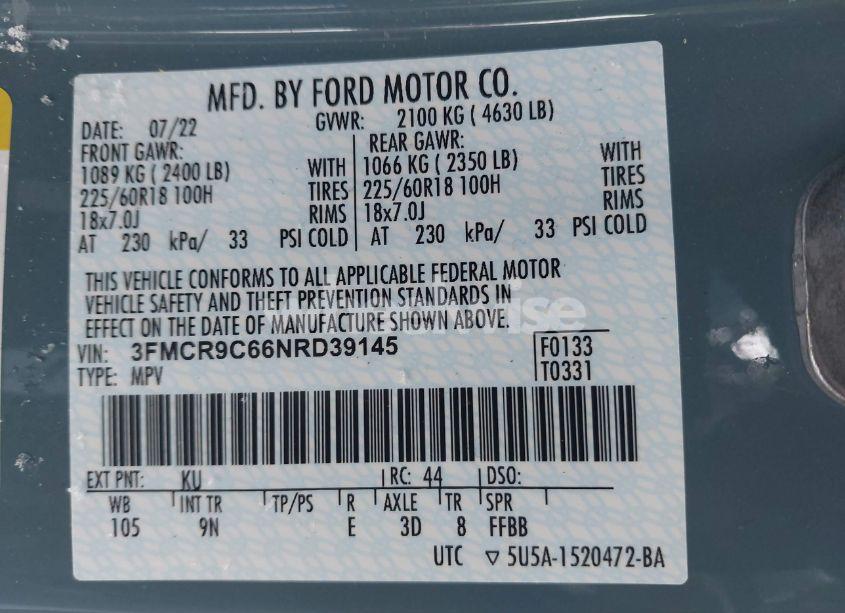 MFD. BY FORD MOTOR CO.
DATE: 07/22 GVWR: 2100 KG ( 4630 LB)
FRONT GAWR: REAR GAWR:
1089 KG ( 2400 LB) WITH 1066 KG ( 2350 LB) WITH
225/60R18 100H TIRES 225/60R18 100H TIRES
18x7.0J RIMS 18x7.0J RIMS
AT 230 kPa/ 33 PSI COLD AT 230 kPa/ 33 PSI COLD
THIS VEHICLE CONFORMS TO ALL APPLICABLE FEDERAL MOTOR
VEHICLE SAFETY AND THEFT PREVENTION STANDARDS IN
EFFECT ON THE DATE OF MANUFACTURE SHOWN ABOVE.
VIN: 3FMCR9C66NRD39145 F0133
TYPE: MPV T0331
EXT PNT: KU RC: 44 DSO:
WB INT TR TP/PS R AXLE TR SPR
105 9N E 3D 8 FFBB
UTC ▽ 5U5A-1520472-BA